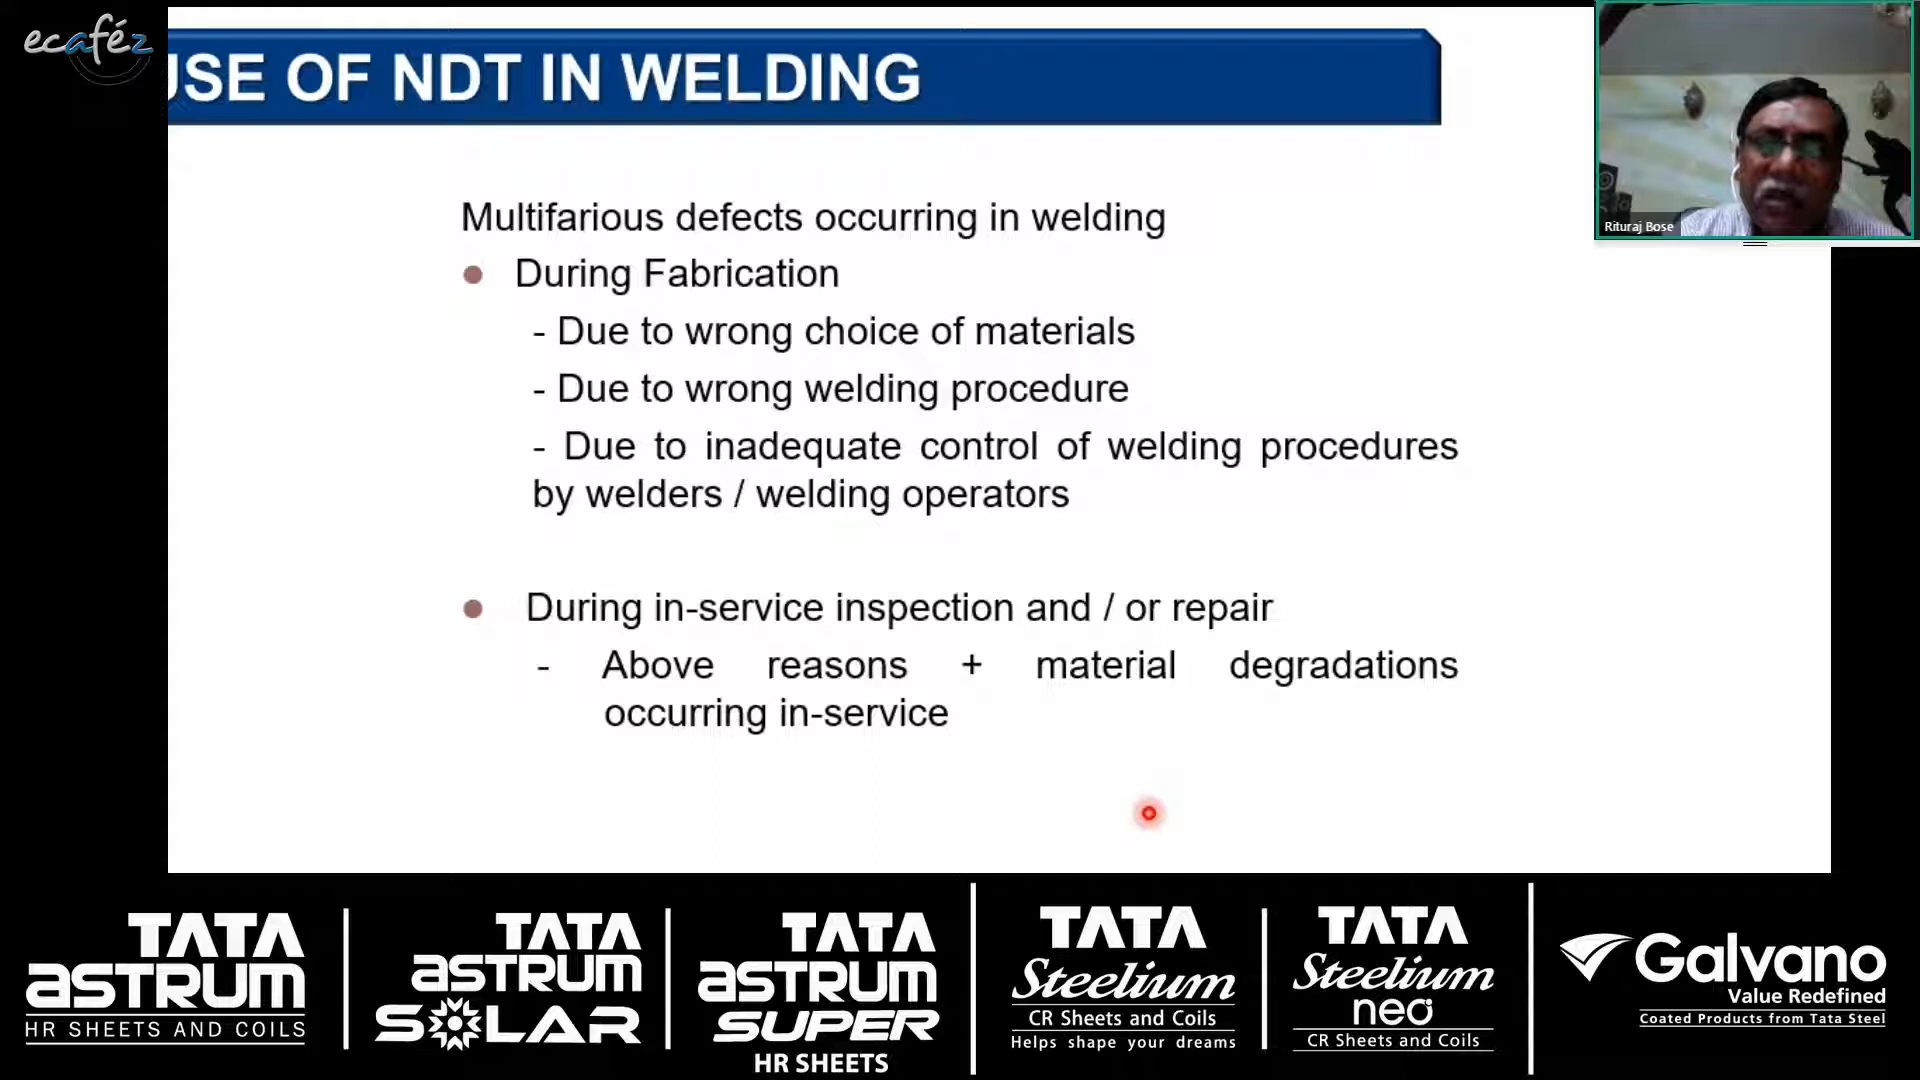 ecaféz
USE OF NDT IN WELDING
Rituraj Bose
Multifarious defects occurring in welding
● During Fabrication
- Due to wrong choice of materials
- Due to wrong welding procedure
- Due to inadequate control of welding procedures
by welders / welding operators
● During in-service inspection and / or repair
- Above reasons + material degradations
occurring in-service
TATA
ASTRUM
HR SHEETS AND COILS
TATA
ASTRUM
SOLAR
TATA
ASTRUM
SUPER
HR SHEETS
TATA
Steelium
CR Sheets and Coils
Helps shape your dreams
TATA
Steelium
neo
CR Sheets and Coils
Galvano
Value Redefined
Coated Products from Tata Steel